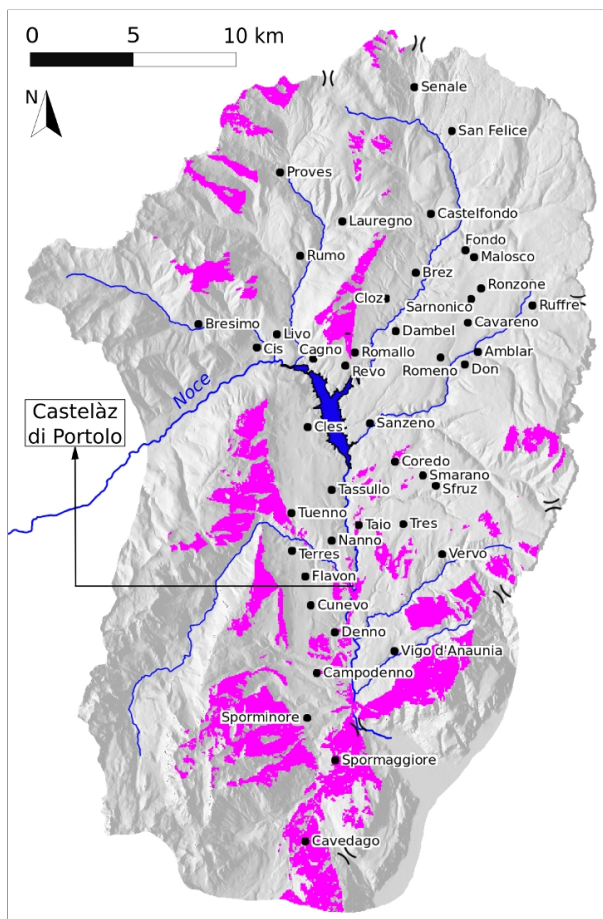 0 5 10 km
N
Senale
San Felice
Proves
Lauregno
Castelfondo
Fondo
Malosco
Rumo
Brez
Ronzone
Cloz
Sarnonico
Ruffre
Bresimo
Livo
Dambel
Cavareno
Cis
Cagno
Romallo
Amblar
Revo
Romeno
Don
Noce
Castelàz
di Portolo
Cles
Sanzeno
Coredo
Smarano
Sfruz
Tassullo
Tuenno
Taio
Tres
Nanno
Terres
Vervo
Flavon
Cunevo
Denno
Vigo d'Anaunia
Campodenno
Sporminore
Spormaggiore
Cavedago